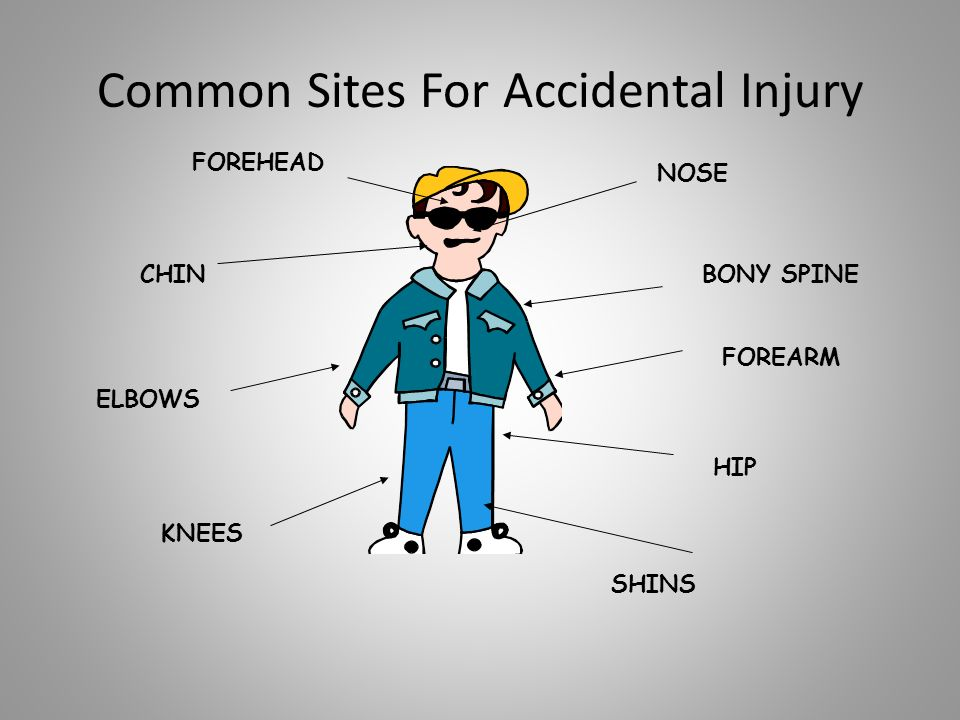 Common Sites For Accidental Injury
FOREHEAD
NOSE
CHIN
BONY SPINE
FOREARM
ELBOWS
HIP
KNEES
SHINS